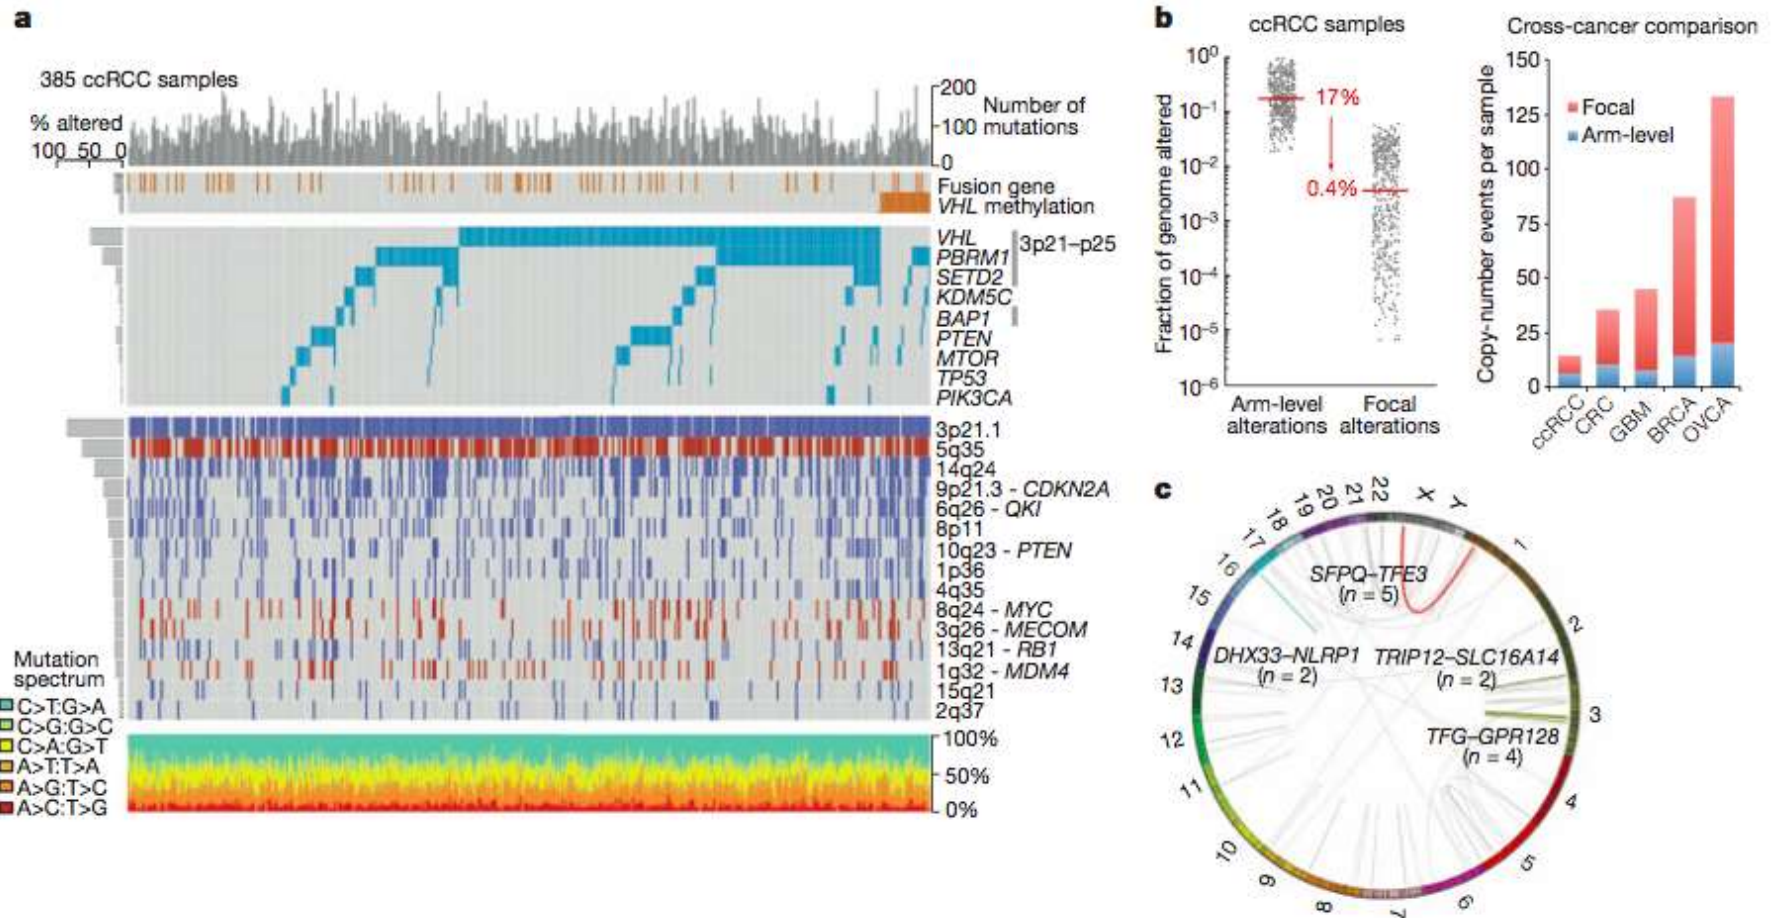 a
385 ccRCC samples
% altered
100 50 0
200
100
0
Number of
mutations
Fusion gene
VHL methylation
VHL
PBRM1
SETD2
KDM5C
BAP1
PTEN
MTOR
TP53
PIK3CA
3p21–p25
3p21.1
5q35
14q24
9p21.3 - CDKN2A
6q26 - QKI
8p11
10q23 - PTEN
1p36
4q35
8q24 - MYC
3q26 - MECOM
13q21 - RB1
1q32 - MDM4
15q21
2q37
Mutation
spectrum
C>T:G>A
C>G:G>C
C>A:G>T
A>T:T>A
A>G:T>C
A>C:T>G
100%
50%
0%
b
ccRCC samples
Fraction of genome altered
10⁰
10⁻¹
10⁻²
10⁻³
10⁻⁴
10⁻⁵
10⁻⁶
17%
0.4%
Arm-level
alterations
Focal
alterations
Cross-cancer comparison
Copy-number events per sample
150
125
100
75
50
25
0
Focal
Arm-level
ccRCC
CRC
GBM
BRCA
OVCA
c
1
2
3
4
5
6
7
8
9
10
11
12
13
14
15
16
17
18
19
20
21
22
X
Y
SFPQ–TFE3
(n = 5)
DHX33–NLRP1
(n = 2)
TRIP12–SLC16A14
(n = 2)
TFG–GPR128
(n = 4)